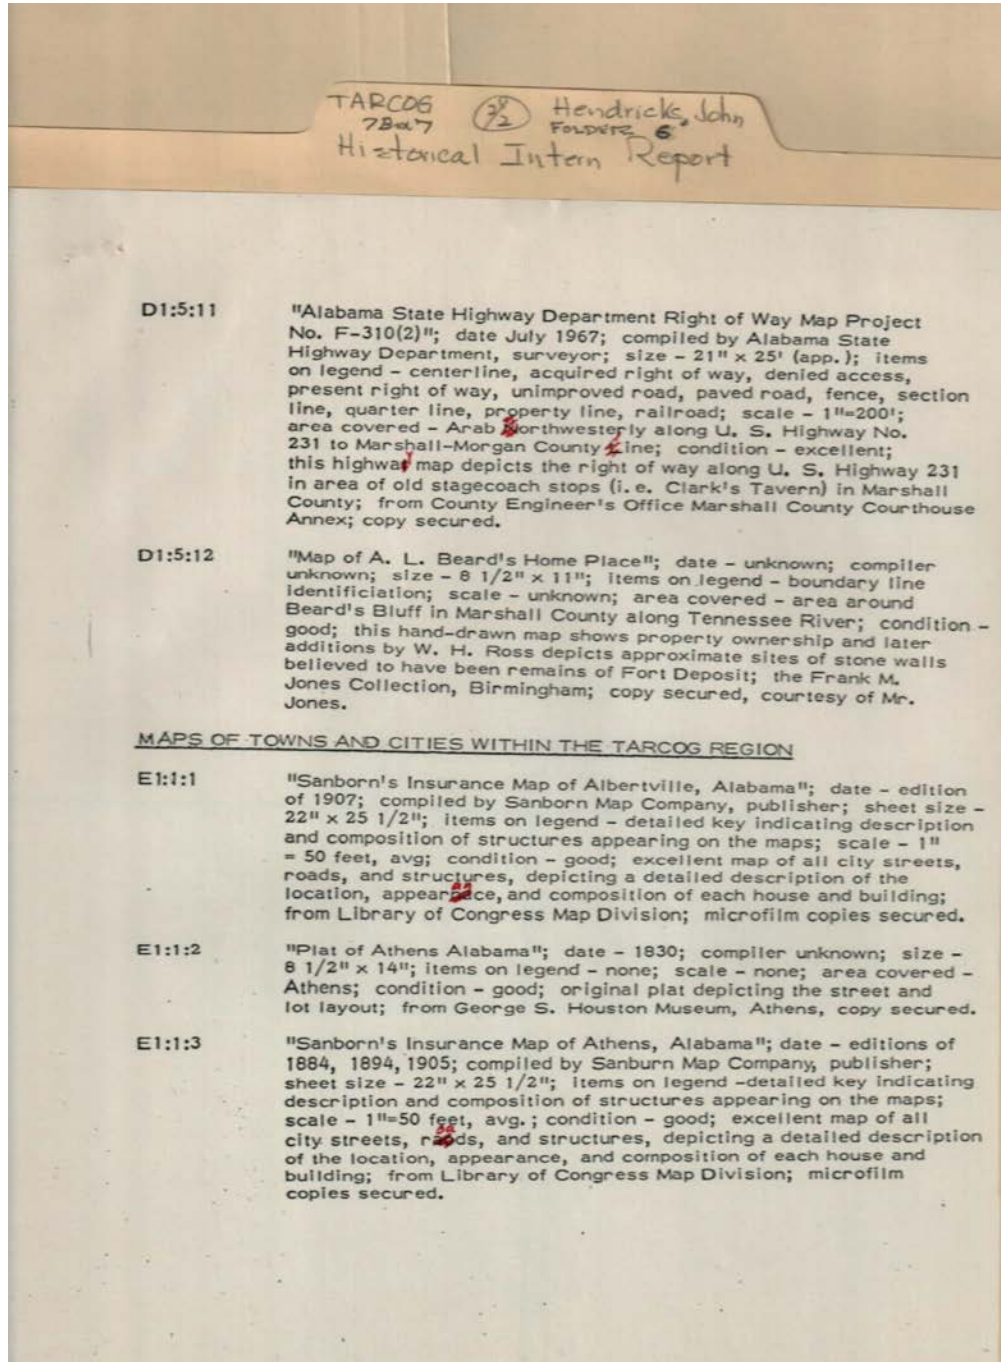 TARCOG Hendricks, John
FOLDER 6
Historical Intern Report
D1:5:11 "Alabama State Highway Department Right of Way Map Project
No. F-310(2)"; date July 1967; compiled by Alabama State
Highway Department, surveyor; size - 21" x 25' (app.); items
on legend - centerline, acquired right of way, denied access,
present right of way, unimproved road, paved road, fence, section
line, quarter line, property line, railroad; scale - 1"=200';
area covered - Arab Northwesterly along U. S. Highway No.
231 to Marshall-Morgan County Line; condition - excellent;
this highway map depicts the right of way along U. S. Highway 231
in area of old stagecoach stops (i. e. Clark's Tavern) in Marshall
County; from County Engineer's Office Marshall County Courthouse
Annex; copy secured.
D1:5:12 "Map of A. L. Beard's Home Place"; date - unknown; compiler
unknown; size - 8 1/2" x 11"; items on legend - boundary line
identificiation; scale - unknown; area covered - area around
Beard's Bluff in Marshall County along Tennessee River; condition -
good; this hand-drawn map shows property ownership and later
additions by W. H. Ross depicts approximate sites of stone walls
believed to have been remains of Fort Deposit; the Frank M.
Jones Collection, Birmingham; copy secured, courtesy of Mr.
Jones.
MAPS OF TOWNS AND CITIES WITHIN THE TARCOG REGION
E1:1:1 "Sanborn's Insurance Map of Albertville, Alabama"; date - edition
of 1907; compiled by Sanborn Map Company, publisher; sheet size -
22" x 25 1/2"; items on legend - detailed key indicating description
and composition of structures appearing on the maps; scale - 1"
= 50 feet, avg; condition - good; excellent map of all city streets,
roads, and structures, depicting a detailed description of the
location, appearance, and composition of each house and building;
from Library of Congress Map Division; microfilm copies secured.
E1:1:2 "Plat of Athens Alabama"; date - 1830; compiler unknown; size -
8 1/2" x 14"; items on legend - none; scale - none; area covered -
Athens; condition - good; original plat depicting the street and
lot layout; from George S. Houston Museum, Athens, copy secured.
E1:1:3 "Sanborn's Insurance Map of Athens, Alabama"; date - editions of
1884, 1894, 1905; compiled by Sanburn Map Company, publisher;
sheet size - 22" x 25 1/2"; items on legend -detailed key indicating
description and composition of structures appearing on the maps;
scale - 1"=50 feet, avg.; condition - good; excellent map of all
city streets, roads, and structures, depicting a detailed description
of the location, appearance, and composition of each house and
building; from Library of Congress Map Division; microfilm
copies secured.